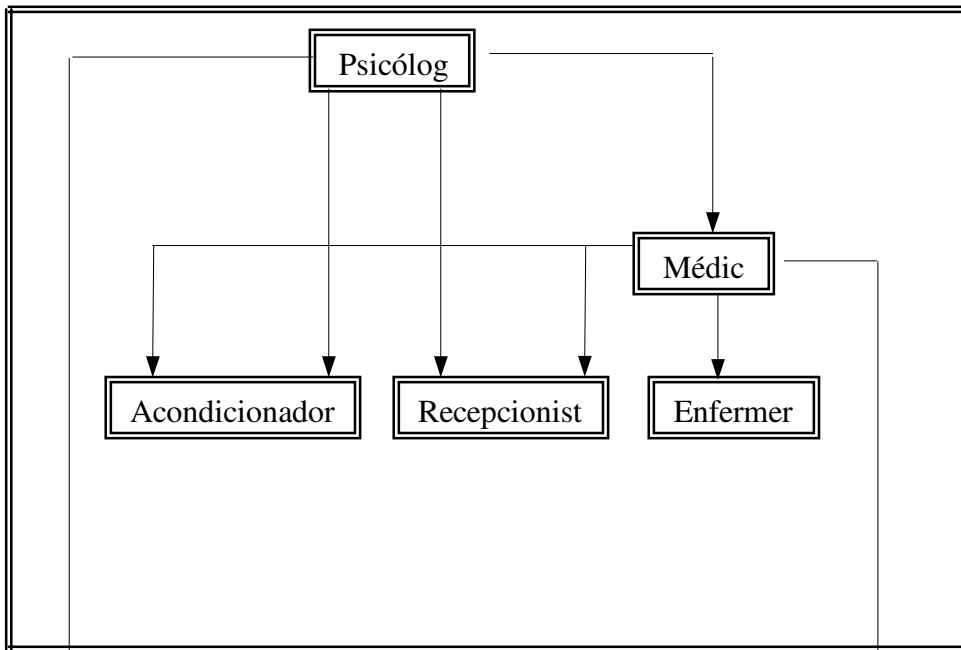 Psicólog
Médic
Acondicionador
Recepcionist
Enfermer